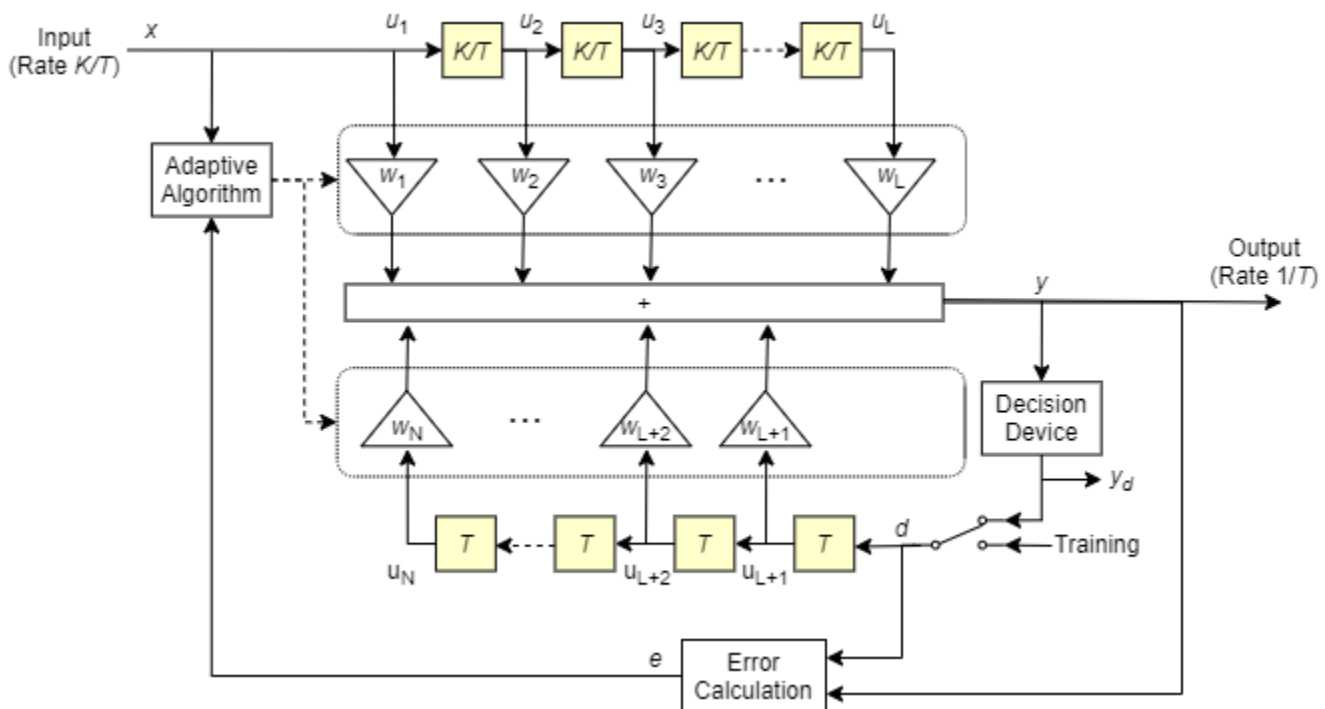 Input
(Rate K/T)
x
u1
K/T
u2
K/T
u3
K/T
K/T
uL
Adaptive
Algorithm
w1
w2
w3
...
wL
+
y
Output
(Rate 1/T)
wN
...
wL+2
wL+1
Decision
Device
yd
T
T
T
T
d
Training
uN
uL+2
uL+1
e
Error
Calculation